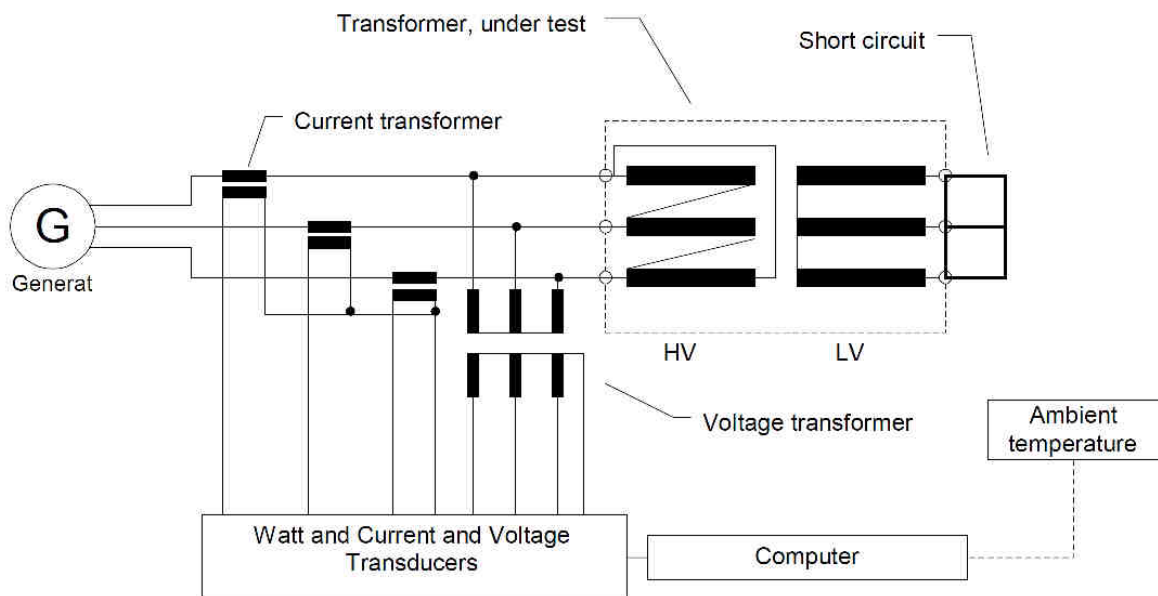 Transformer, under test
Short circuit
Current transformer
G
Generat
HV
LV
Voltage transformer
Ambient
temperature
Watt and Current and Voltage
Transducers
Computer